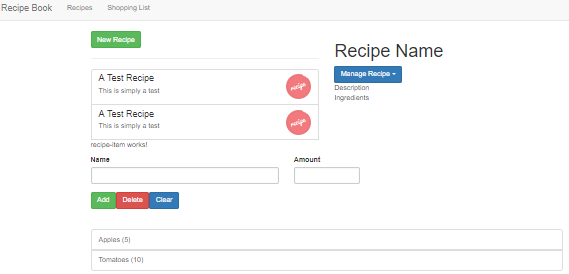 Recipe Book Recipes Shopping List
New Recipe
A Test Recipe
This is simply a test
recipe
A Test Recipe
This is simply a test
recipe
recipe-item works!
Recipe Name
Manage Recipe
Description
Ingredients
Name Amount
Add Delete Clear
Apples (5)
Tomatoes (10)